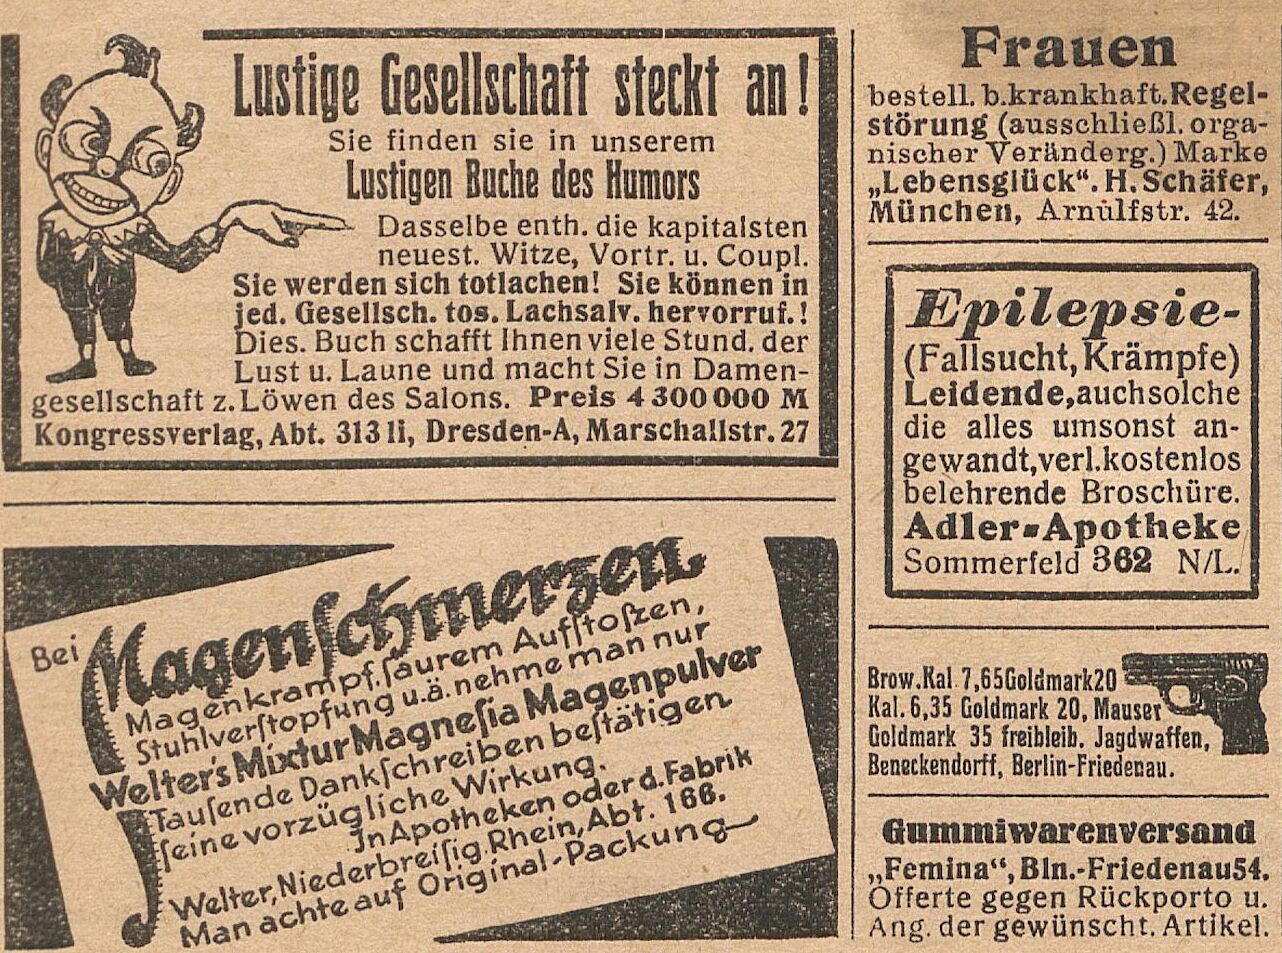 Lustige Gesellschaft steckt an!
Sie finden sie in unserem
Lustigen Buche des Humors
Dasselbe enth. die kapitalsten
neuest. Witze, Vortr. u. Coupl.
Sie werden sich totlachen! Sie können in
jed. Gesellsch. tos. Lachsalv. hervorruf.!
Dies. Buch schafft Ihnen viele Stund. der
Lust u. Laune und macht Sie in Damen-
gesellschaft z. Löwen des Salons. Preis 4 300 000 M
Kongressverlag, Abt. 313 li, Dresden-A, Marschallstr. 27
Bei Magenſchmerzen,
Magenkrampf, ſaurem Aufſtoßen,
Stuhlverſtopfung u.ä. nehme man nur
Welter's Mixtur Magneſia Magenpulver
Tauſende Dankſchreiben beſtätigen
ſeine vorzügliche Wirkung.
In Apotheken oder d. Fabrik
Welter, Niederbreiſig. Rhein, Abt. 166.
Man achte auf Original-Packung
Frauen
bestell. b. krankhaft. Regel-
störung (ausschließl. orga-
nischer Veränderg.) Marke
„Lebensglück“. H. Schäfer,
München, Arnulfstr. 42.
Epilepsie-
(Fallsucht, Krämpfe)
Leidende, auch solche
die alles umsonst an-
gewandt, verl. kostenlos
belehrende Broschüre.
Adler-Apotheke
Sommerfeld 362 N/L.
Brow. Kal. 7,65 Goldmark 20
Kal. 6,35 Goldmark 20, Mauser
Goldmark 35 freibleib. Jagdwaffen,
Beneckendorff, Berlin-Friedenau.
Gummiwarenversand
„Femina“, Bln.-Friedenau 54.
Offerte gegen Rückporto u.
Ang. der gewünscht. Artikel.